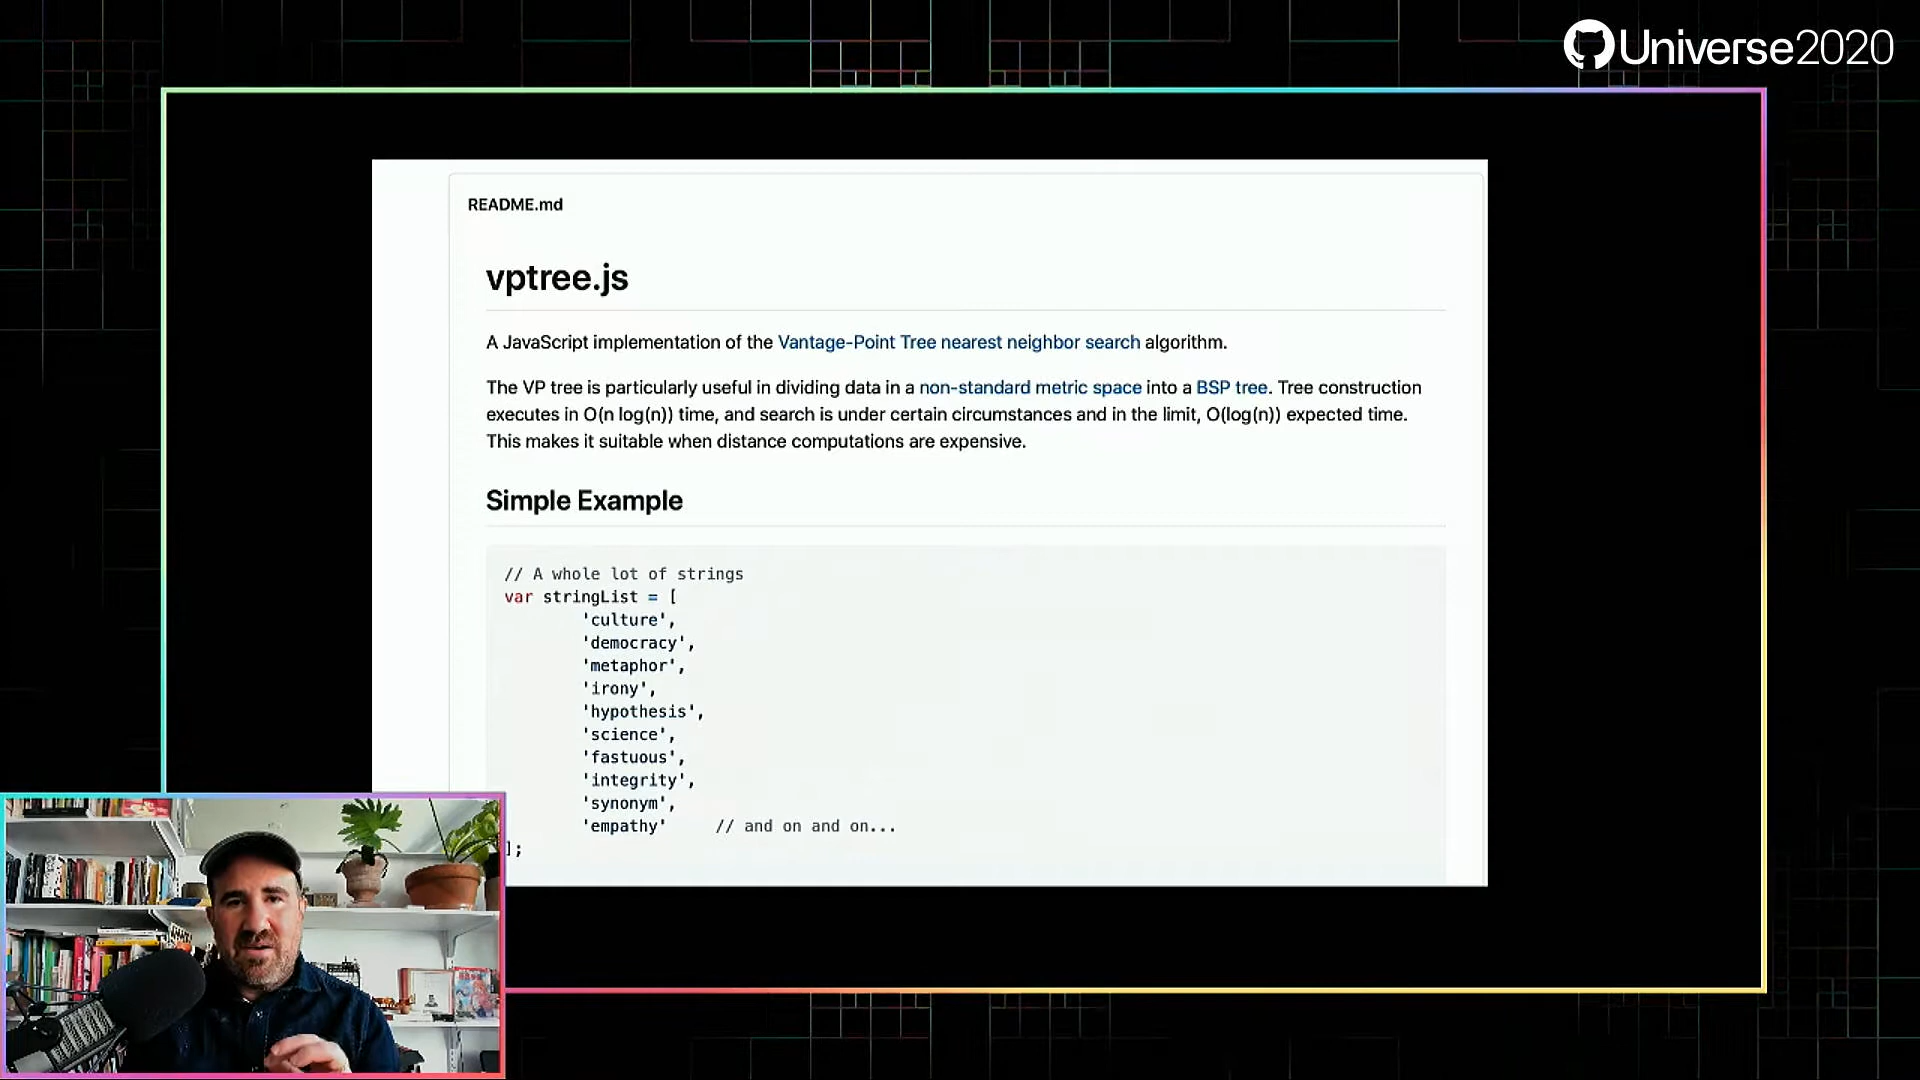 Universe2020
README.md
vptree.js
A JavaScript implementation of the Vantage-Point Tree nearest neighbor search algorithm.
The VP tree is particularly useful in dividing data in a non-standard metric space into a BSP tree. Tree construction
executes in O(n log(n)) time, and search is under certain circumstances and in the limit, O(log(n)) expected time.
This makes it suitable when distance computations are expensive.
Simple Example
// A whole lot of strings
var stringList = [
'culture',
'democracy',
'metaphor',
'irony',
'hypothesis',
'science',
'fastuous',
'integrity',
'synonym',
'empathy' // and on and on...
];